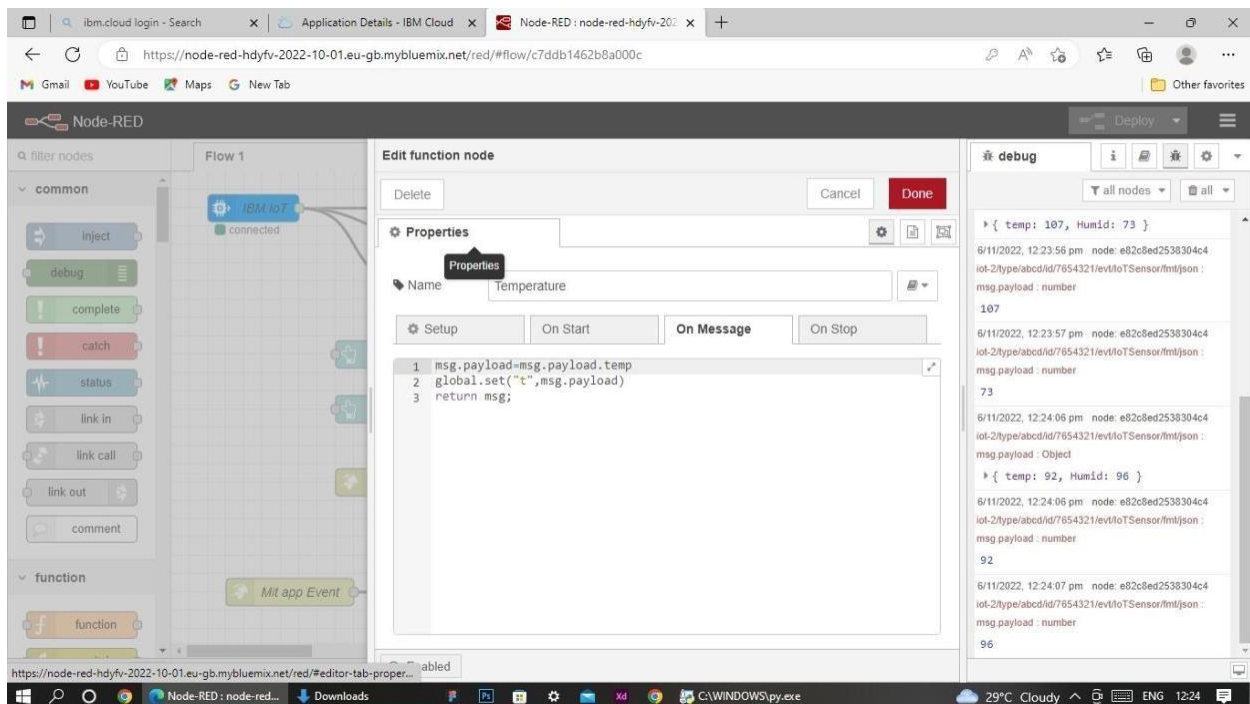 ibm.cloud login - Search
Application Details - IBM Cloud
Node-RED : node-red-hdyfv-202
https://node-red-hdyfv-2022-10-01.eu-gb.mybluemix.net/red/#flow/c7ddb1462b8a000c
Gmail YouTube Maps New Tab Other favorites
Node-RED
Deploy
filter nodes
common
inject
debug
complete
catch
status
link in
link call
link out
comment
function
function
Flow 1
IBM IoT
connected
Mit app Event
Edit function node
Delete
Cancel
Done
Properties
Properties
Name
Temperature
Setup
On Start
On Message
On Stop
1 msg.payload=msg.payload.temp
2 global.set("t",msg.payload)
3 return msg;
Enabled
debug
i
all nodes
all
{ temp: 107, Humid: 73 }
6/11/2022, 12:23:56 pm node: e82c8ed2538304c4
iot-2/type/abcd/id/7654321/evt/IoTSensor/fmt/json :
msg.payload : number
107
6/11/2022, 12:23:57 pm node: e82c8ed2538304c4
iot-2/type/abcd/id/7654321/evt/IoTSensor/fmt/json :
msg.payload : number
73
6/11/2022, 12:24:06 pm node: e82c8ed2538304c4
iot-2/type/abcd/id/7654321/evt/IoTSensor/fmt/json :
msg.payload : Object
{ temp: 92, Humid: 96 }
6/11/2022, 12:24:06 pm node: e82c8ed2538304c4
iot-2/type/abcd/id/7654321/evt/IoTSensor/fmt/json :
msg.payload : number
92
6/11/2022, 12:24:07 pm node: e82c8ed2538304c4
iot-2/type/abcd/id/7654321/evt/IoTSensor/fmt/json :
msg.payload : number
96
https://node-red-hdyfv-2022-10-01.eu-gb.mybluemix.net/red/#editor-tab-proper...
Node-RED : node-red... Downloads Ps Xd C:\WINDOWS\py.exe 29°C Cloudy ENG 12:24